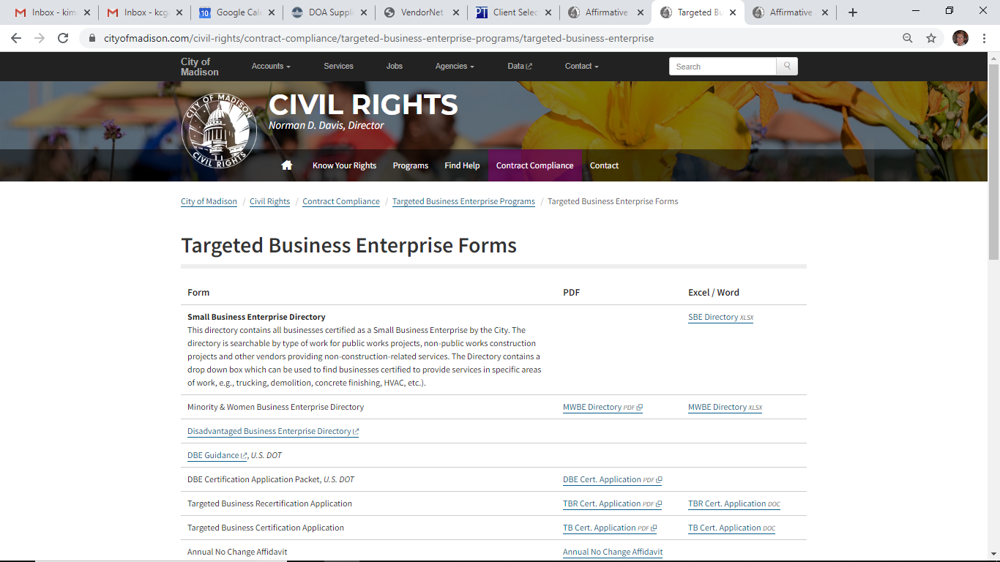 Inbox - kim
Inbox - kcg
10
Google Cal
DOA Suppli
VendorNet
PT
Client Selec
Affirmative
Targeted Bu
Affirmative
cityofmadison.com/civil-rights/contract-compliance/targeted-business-enterprise-programs/targeted-business-enterprise
City of
Madison
Accounts
Services
Jobs
Agencies
Data
Contact
Search
CITY OF MADISON
CIVIL RIGHTS
CIVIL RIGHTS
Norman D. Davis, Director
Know Your Rights
Programs
Find Help
Contract Compliance
Contact
City of Madison / Civil Rights / Contract Compliance / Targeted Business Enterprise Programs / Targeted Business Enterprise Forms
Targeted Business Enterprise Forms
Form PDF Excel / Word
Small Business Enterprise Directory SBE Directory XLSX
This directory contains all businesses certified as a Small Business Enterprise by the City. The
directory is searchable by type of work for public works projects, non-public works construction
projects and other vendors providing non-construction-related services. The Directory contains a
drop down box which can be used to find businesses certified to provide services in specific areas
of work, e.g., trucking, demolition, concrete finishing, HVAC, etc.).
Minority & Women Business Enterprise Directory MWBE Directory PDF MWBE Directory XLSX
Disadvantaged Business Enterprise Directory
DBE Guidance, U.S. DOT
DBE Certification Application Packet, U.S. DOT DBE Cert. Application PDF
Targeted Business Recertification Application TBR Cert. Application PDF TBR Cert. Application DOC
Targeted Business Certification Application TB Cert. Application PDF TB Cert. Application DOC
Annual No Change Affidavit Annual No Change Affidavit